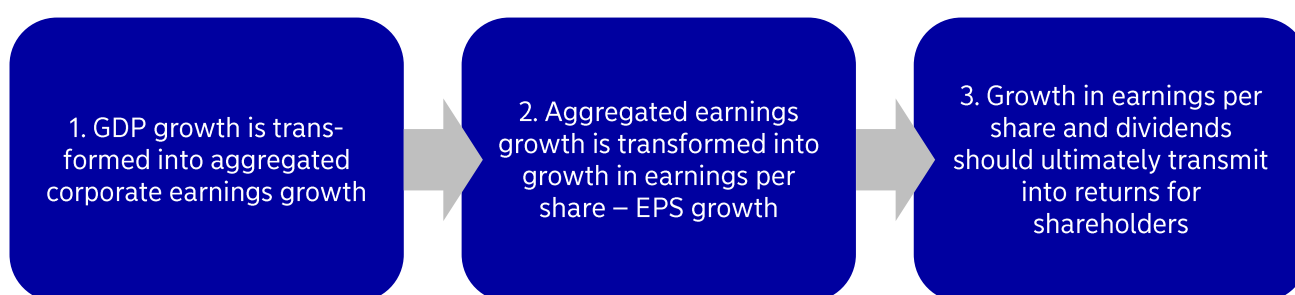 1. GDP growth is trans-
formed into aggregated
corporate earnings growth
2. Aggregated earnings
growth is transformed into
growth in earnings per
share – EPS growth
3. Growth in earnings per
share and dividends
should ultimately transmit
into returns for
shareholders